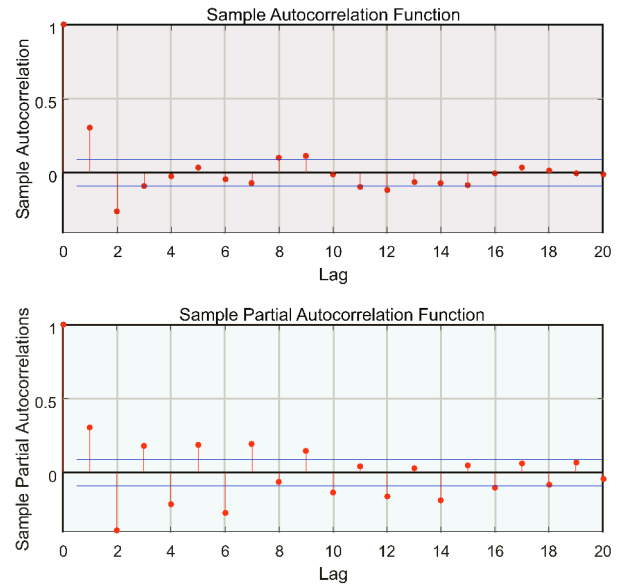 Sample Autocorrelation Function
1
0.5
0
Sample Autocorrelation
0 2 4 6 8 10 12 14 16 18 20
Lag
Sample Partial Autocorrelation Function
1
0.5
0
Sample Partial Autocorrelations
0 2 4 6 8 10 12 14 16 18 20
Lag